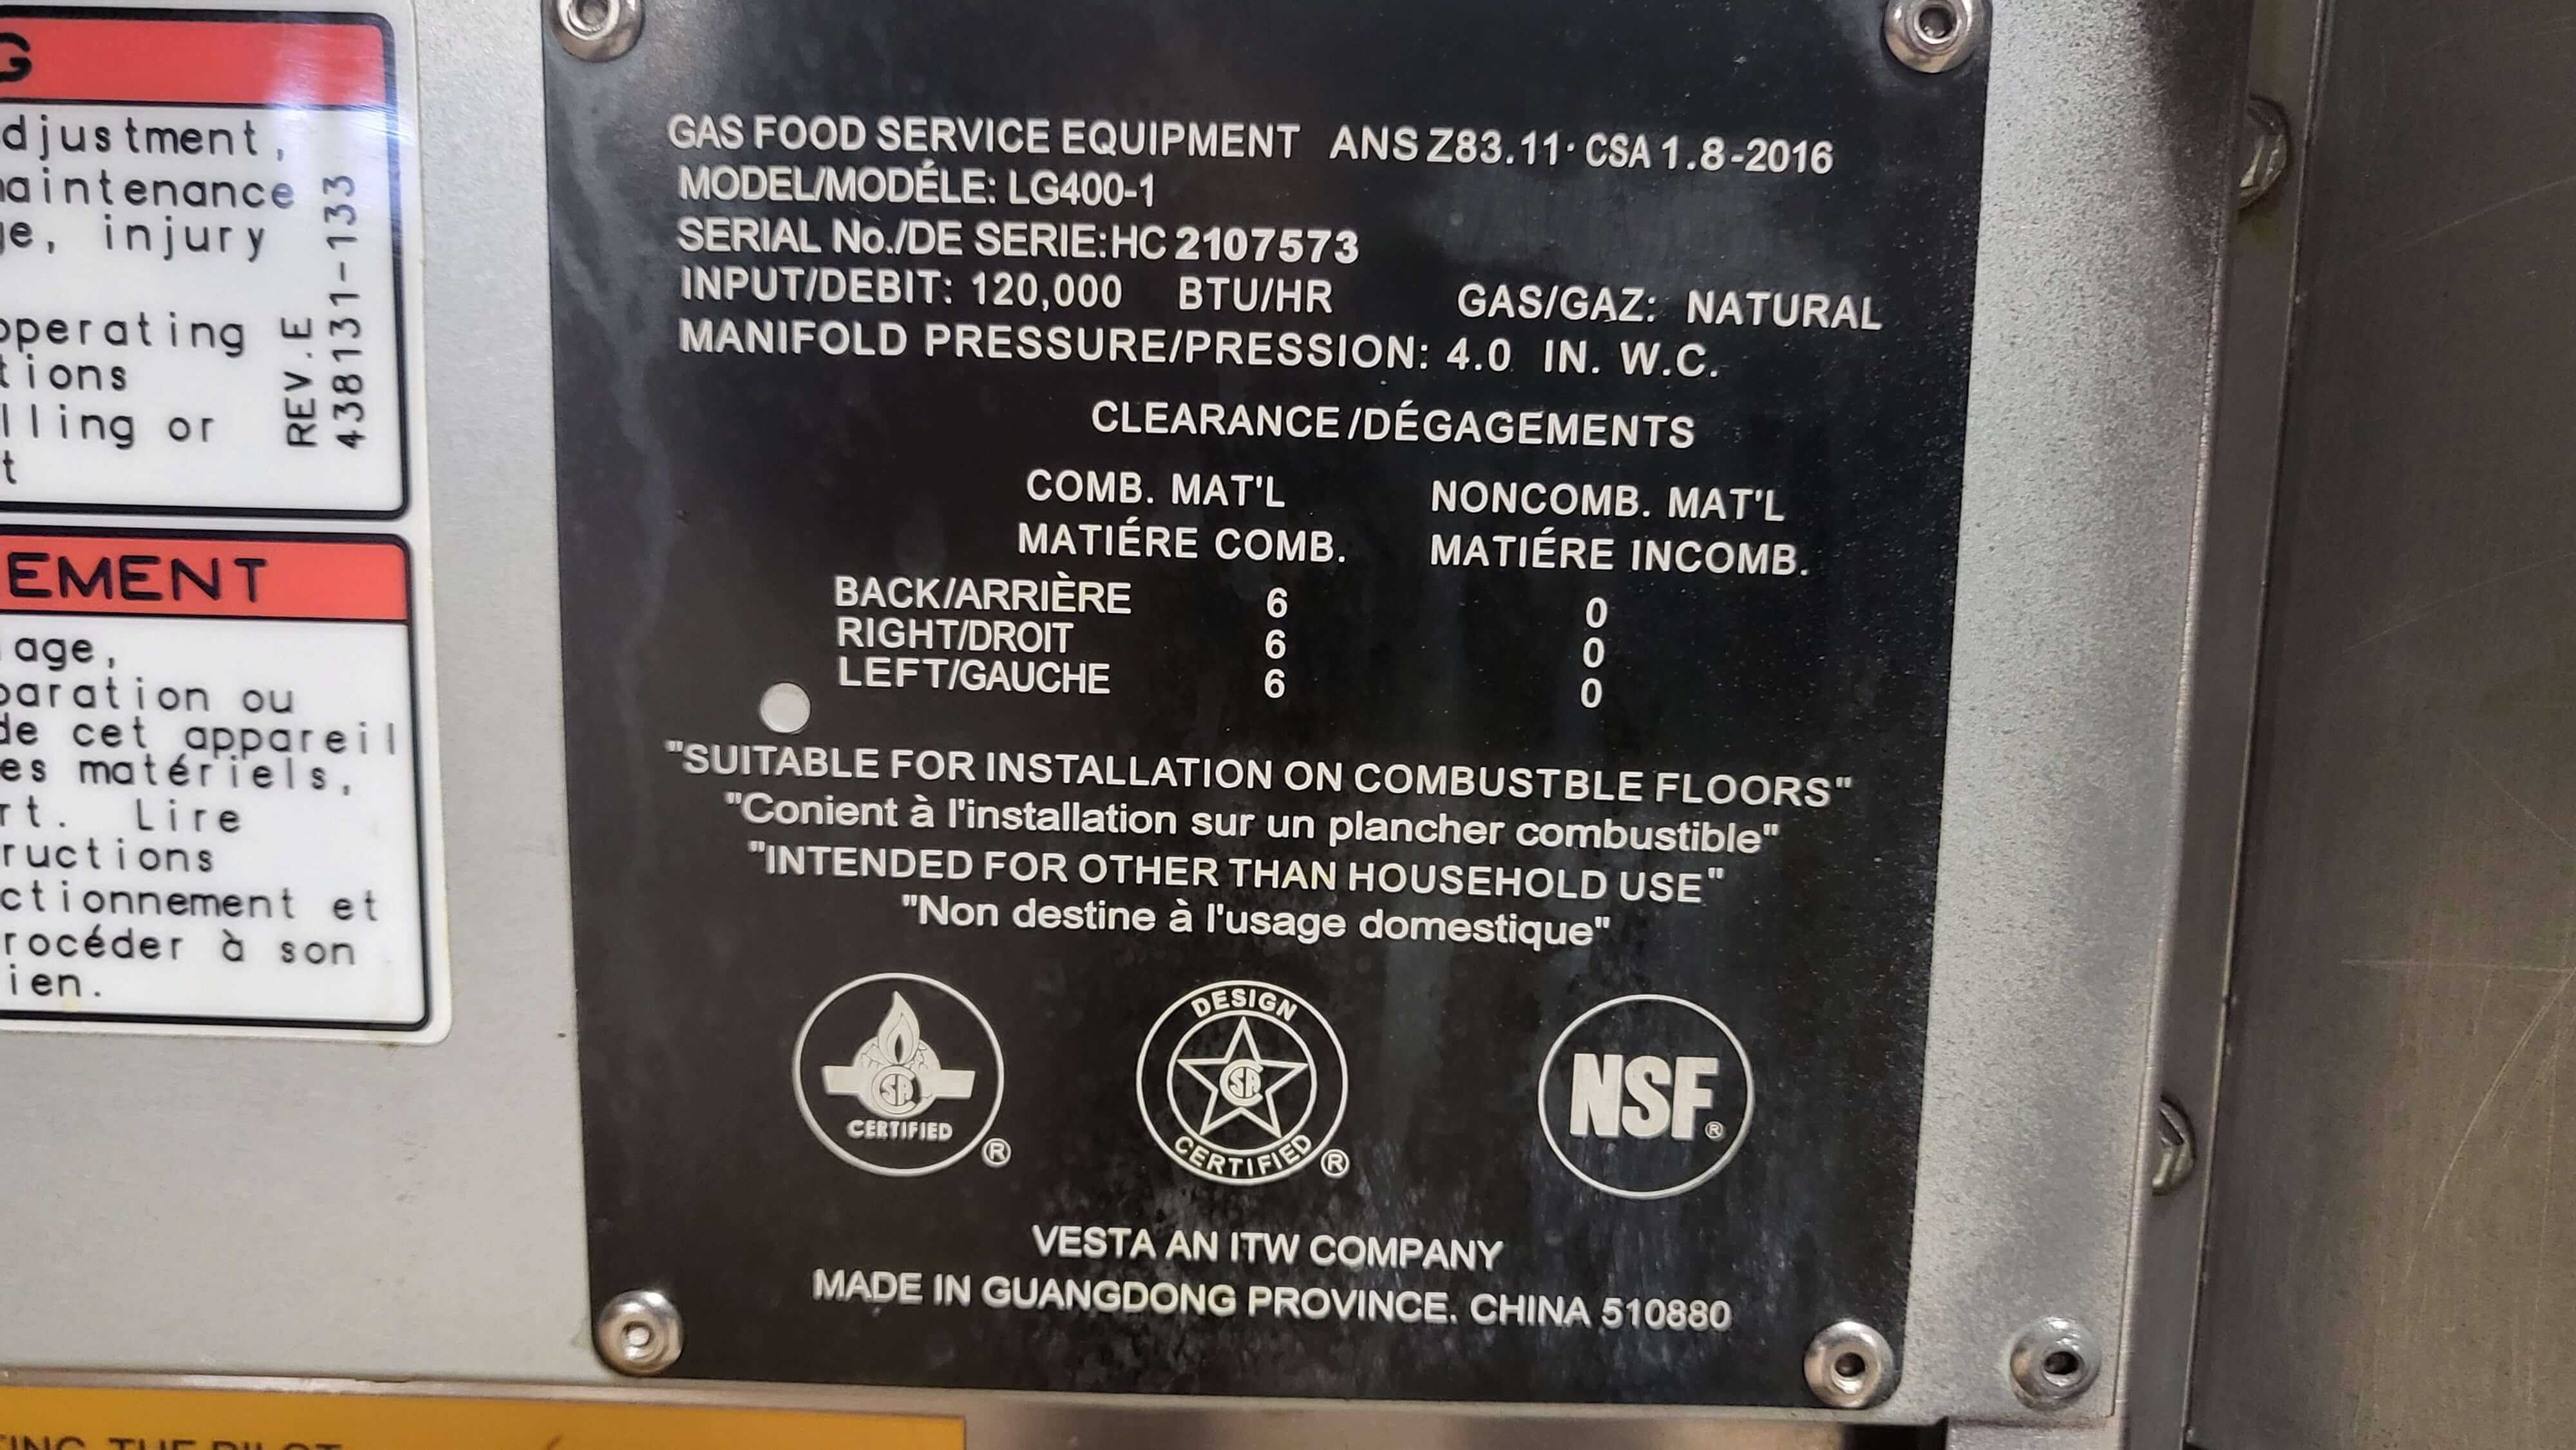 G
djustment,
aintenance
ge, injury
operating
tions
lling or
t
REV.E
438131-133
EMENT
age,
paration ou
de cet appareil
es matériels,
rt. Lire
ructions
ctionnement et
rocéder à son
ien.
GAS FOOD SERVICE EQUIPMENT ANS Z83.11· CSA 1.8-2016
MODEL/MODÉLE: LG400-1
SERIAL No./DE SERIE:HC 2107573
INPUT/DEBIT: 120,000 BTU/HR GAS/GAZ: NATURAL
MANIFOLD PRESSURE/PRESSION: 4.0 IN. W.C.
CLEARANCE/DÉGAGEMENTS
COMB. MAT'L NONCOMB. MAT'L
MATIÉRE COMB. MATIÉRE INCOMB.
BACK/ARRIÈRE 6 0
RIGHT/DROIT 6 0
LEFT/GAUCHE 6 0
"SUITABLE FOR INSTALLATION ON COMBUSTBLE FLOORS"
"Conient à l'installation sur un plancher combustible"
"INTENDED FOR OTHER THAN HOUSEHOLD USE"
"Non destine à l'usage domestique"
CSA CERTIFIED ®
DESIGN CSA CERTIFIED ®
NSF®
VESTA AN ITW COMPANY
MADE IN GUANGDONG PROVINCE. CHINA 510880
TING THE PILOT